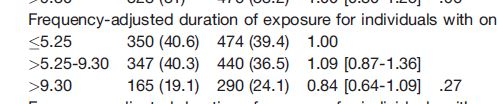 Frequency-adjusted duration of exposure for individuals with on
≤5.25 350 (40.6) 474 (39.4) 1.00
>5.25-9.30 347 (40.3) 440 (36.5) 1.09 [0.87-1.36]
>9.30 165 (19.1) 290 (24.1) 0.84 [0.64-1.09] .27